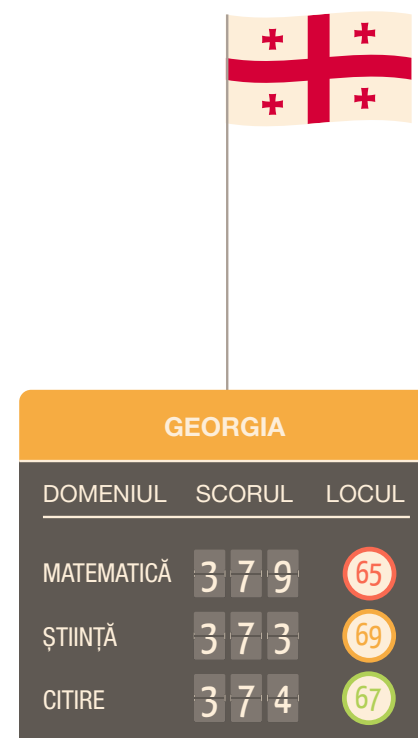 GEORGIA
DOMENIUL SCORUL LOCUL
MATEMATICĂ 379 65
ȘTIINȚĂ 373 69
CITIRE 374 67